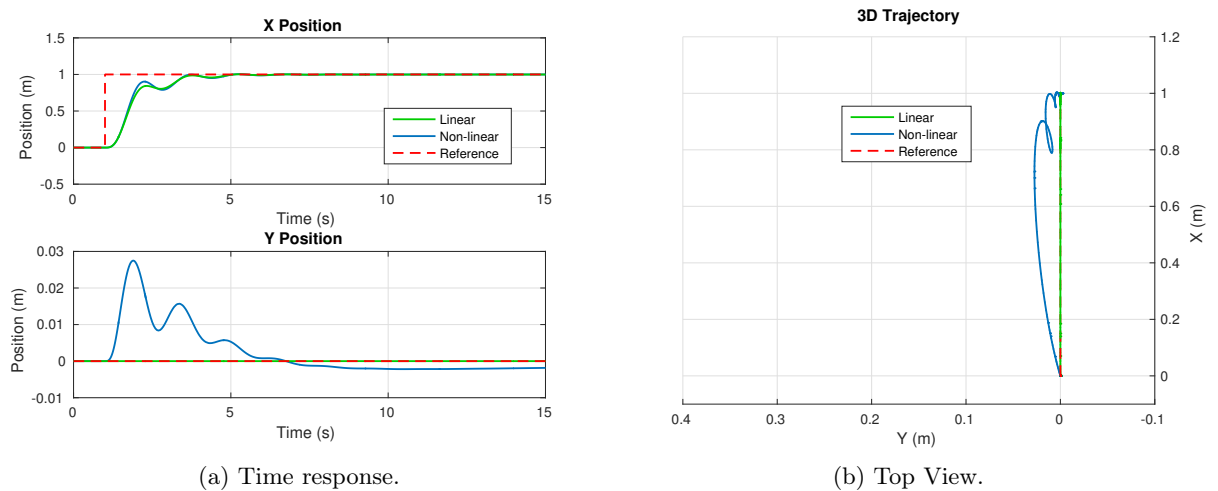 X Position
1.5
1
0.5
0
-0.5
Position (m)
Linear
Non-linear
Reference
0 5 10 15
Time (s)
Y Position
0.03
0.02
0.01
0
-0.01
Position (m)
0 5 10 15
Time (s)
(a) Time response.
3D Trajectory
Linear
Non-linear
Reference
1.2
1
0.8
0.6
0.4
0.2
0
X (m)
0.4 0.3 0.2 0.1 0 -0.1
Y (m)
(b) Top View.